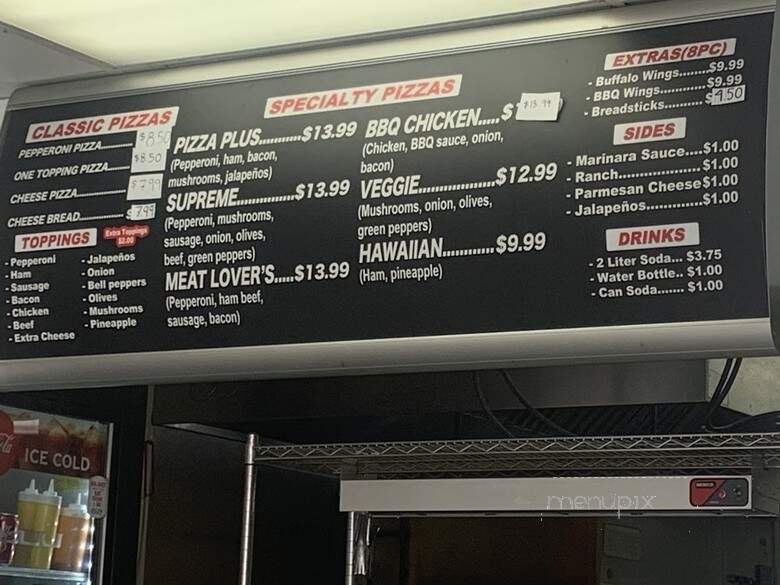 CLASSIC PIZZAS
PEPPERONI PIZZA............ $8.50
ONE TOPPING PIZZA........ $8.50
CHEESE PIZZA.................. $7.99
CHEESE BREAD................ $7.99
TOPPINGS
Extra Toppings
$2.00
- Pepperoni
- Ham
- Sausage
- Bacon
- Chicken
- Beef
- Extra Cheese
- Jalapeños
- Onion
- Bell peppers
- Olives
- Mushrooms
- Pineapple
SPECIALTY PIZZAS
PIZZA PLUS...........$13.99
(Pepperoni, ham, bacon,
mushrooms, jalapeños)
SUPREME................$13.99
(Pepperoni, mushrooms,
sausage, onion, olives,
beef, green peppers)
MEAT LOVER'S.....$13.99
(Pepperoni, ham beef,
sausage, bacon)
BBQ CHICKEN.....$ $13.99
(Chicken, BBQ sauce, onion,
bacon)
VEGGIE................$12.99
(Mushrooms, onion, olives,
green peppers)
HAWAIIAN............$9.99
(Ham, pineapple)
EXTRAS(8PC)
- Buffalo Wings.......$9.99
- BBQ Wings...........$9.99
- Breadsticks..........$4.50
SIDES
- Marinara Sauce....$1.00
- Ranch...................$1.00
- Parmesan Cheese$1.00
- Jalapeños.............$1.00
DRINKS
- 2 Liter Soda... $3.75
- Water Bottle.. $1.00
- Can Soda....... $1.00
ICE COLD
menupix